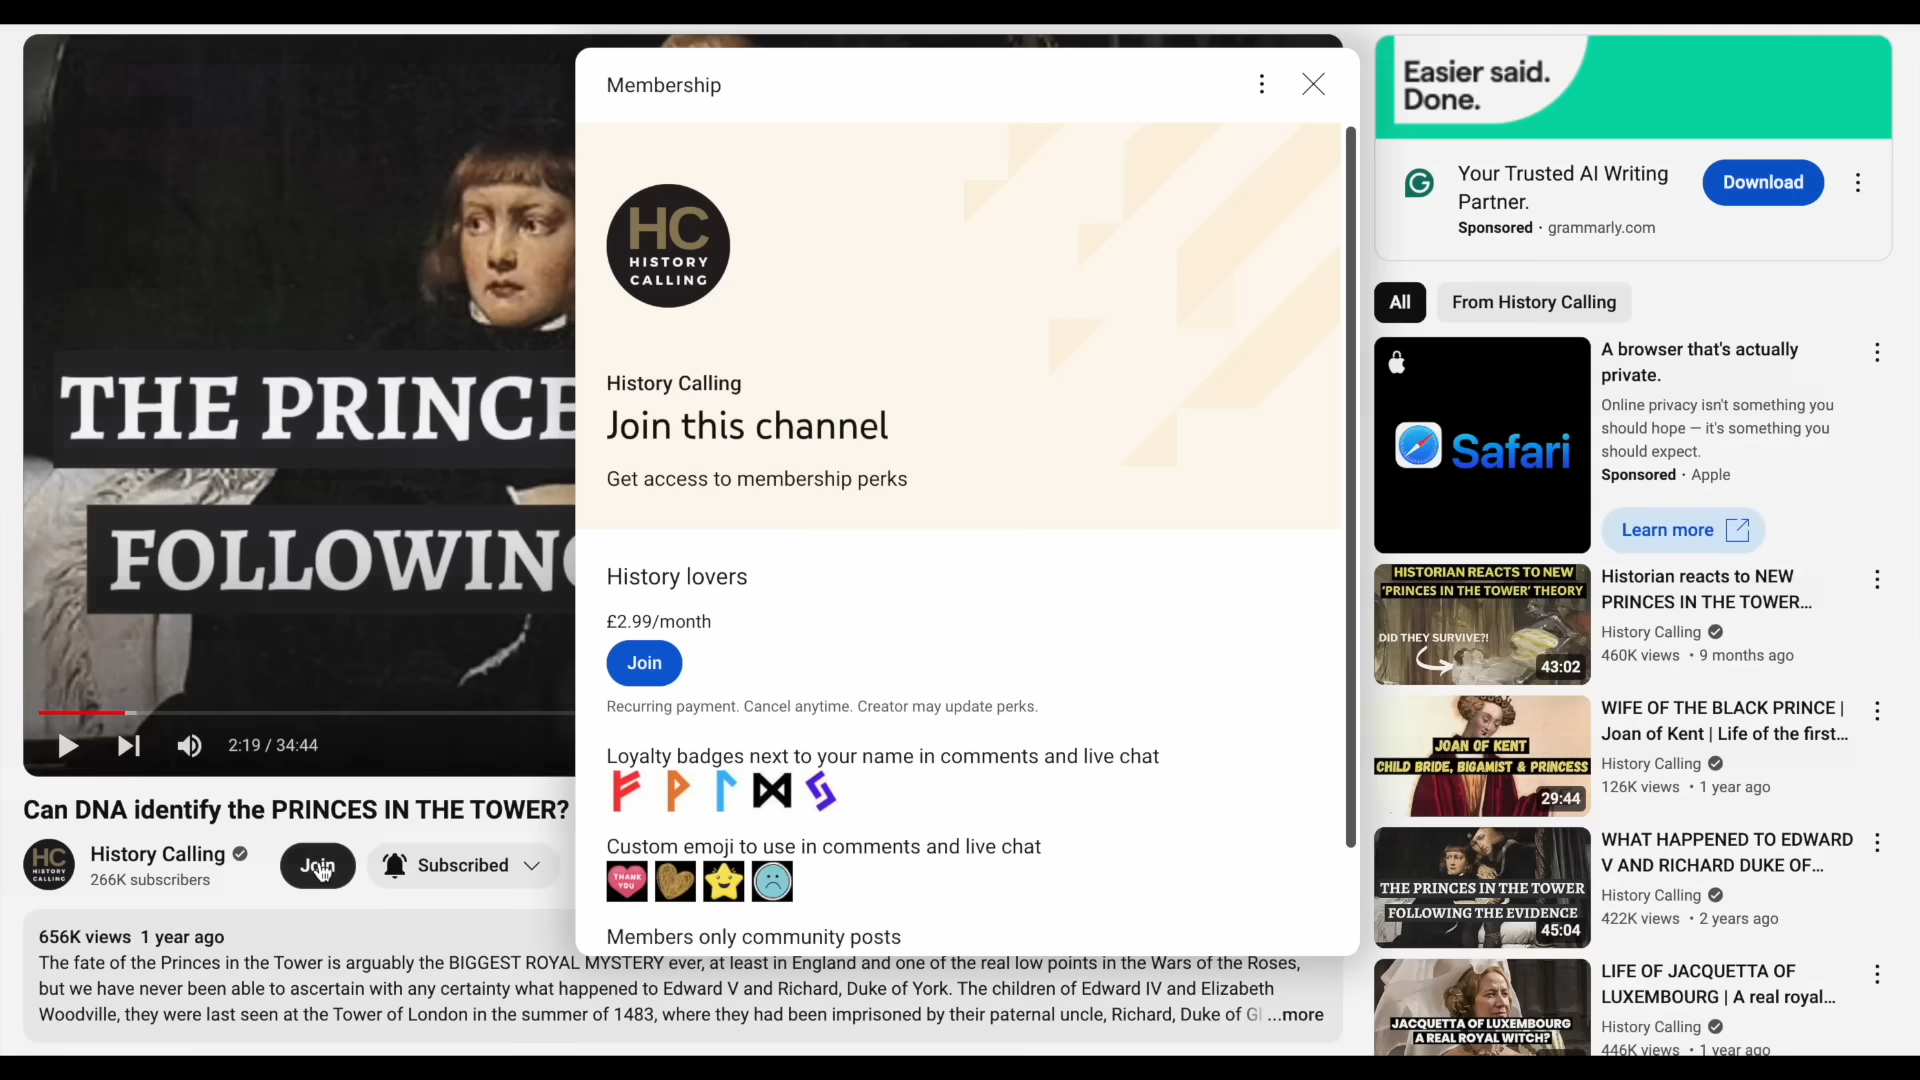 THE PRINCE
FOLLOWING
2:19 / 34:44
Can DNA identify the PRINCES IN THE TOWER?
HC
HISTORY
CALLING
History Calling
266K subscribers
Join
Subscribed
656K views 1 year ago
The fate of the Princes in the Tower is arguably the BIGGEST ROYAL MYSTERY ever, at least in England and one of the real low points in the Wars of the Roses,
but we have never been able to ascertain with any certainty what happened to Edward V and Richard, Duke of York. The children of Edward IV and Elizabeth
Woodville, they were last seen at the Tower of London in the summer of 1483, where they had been imprisoned by their paternal uncle, Richard, Duke of Gl ...more
Membership
HC
HISTORY
CALLING
History Calling
Join this channel
Get access to membership perks
History lovers
£2.99/month
Join
Recurring payment. Cancel anytime. Creator may update perks.
Loyalty badges next to your name in comments and live chat
Custom emoji to use in comments and live chat
THANK
YOU
Members only community posts
Easier said.
Done.
Your Trusted AI Writing
Partner.
Sponsored · grammarly.com
Download
All
From History Calling
Safari
A browser that's actually
private.
Online privacy isn't something you
should hope — it's something you
should expect.
Sponsored · Apple
Learn more
HISTORIAN REACTS TO NEW
'PRINCES IN THE TOWER' THEORY
DID THEY SURVIVE?!
43:02
Historian reacts to NEW
PRINCES IN THE TOWER...
History Calling
460K views • 9 months ago
JOAN OF KENT
CHILD BRIDE, BIGAMIST & PRINCESS
29:44
WIFE OF THE BLACK PRINCE |
Joan of Kent | Life of the first...
History Calling
126K views • 1 year ago
THE PRINCES IN THE TOWER
FOLLOWING THE EVIDENCE
45:04
WHAT HAPPENED TO EDWARD
V AND RICHARD DUKE OF...
History Calling
422K views • 2 years ago
JACQUETTA OF LUXEMBOURG
A REAL ROYAL WITCH?
LIFE OF JACQUETTA OF
LUXEMBOURG | A real royal...
History Calling
446K views • 1 year ago